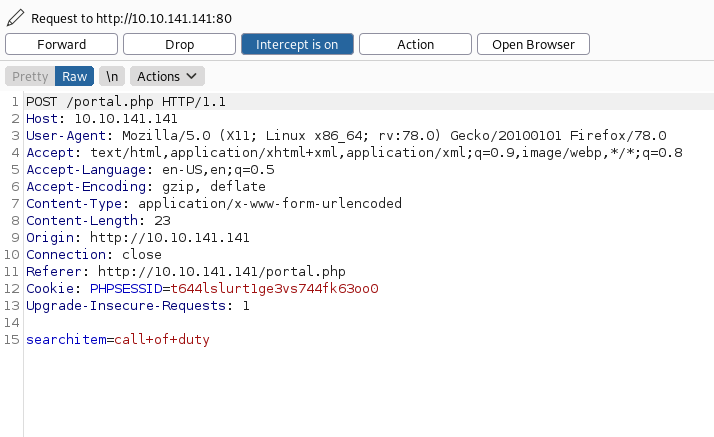 Request to http://10.10.141.141:80
Forward Drop Intercept is on Action Open Browser
Pretty Raw \n Actions
1 POST /portal.php HTTP/1.1
2 Host: 10.10.141.141
3 User-Agent: Mozilla/5.0 (X11; Linux x86_64; rv:78.0) Gecko/20100101 Firefox/78.0
4 Accept: text/html,application/xhtml+xml,application/xml;q=0.9,image/webp,*/*;q=0.8
5 Accept-Language: en-US,en;q=0.5
6 Accept-Encoding: gzip, deflate
7 Content-Type: application/x-www-form-urlencoded
8 Content-Length: 23
9 Origin: http://10.10.141.141
10 Connection: close
11 Referer: http://10.10.141.141/portal.php
12 Cookie: PHPSESSID=t644lslurt1ge3vs744fk63oo0
13 Upgrade-Insecure-Requests: 1
14
15 searchitem=call+of+duty